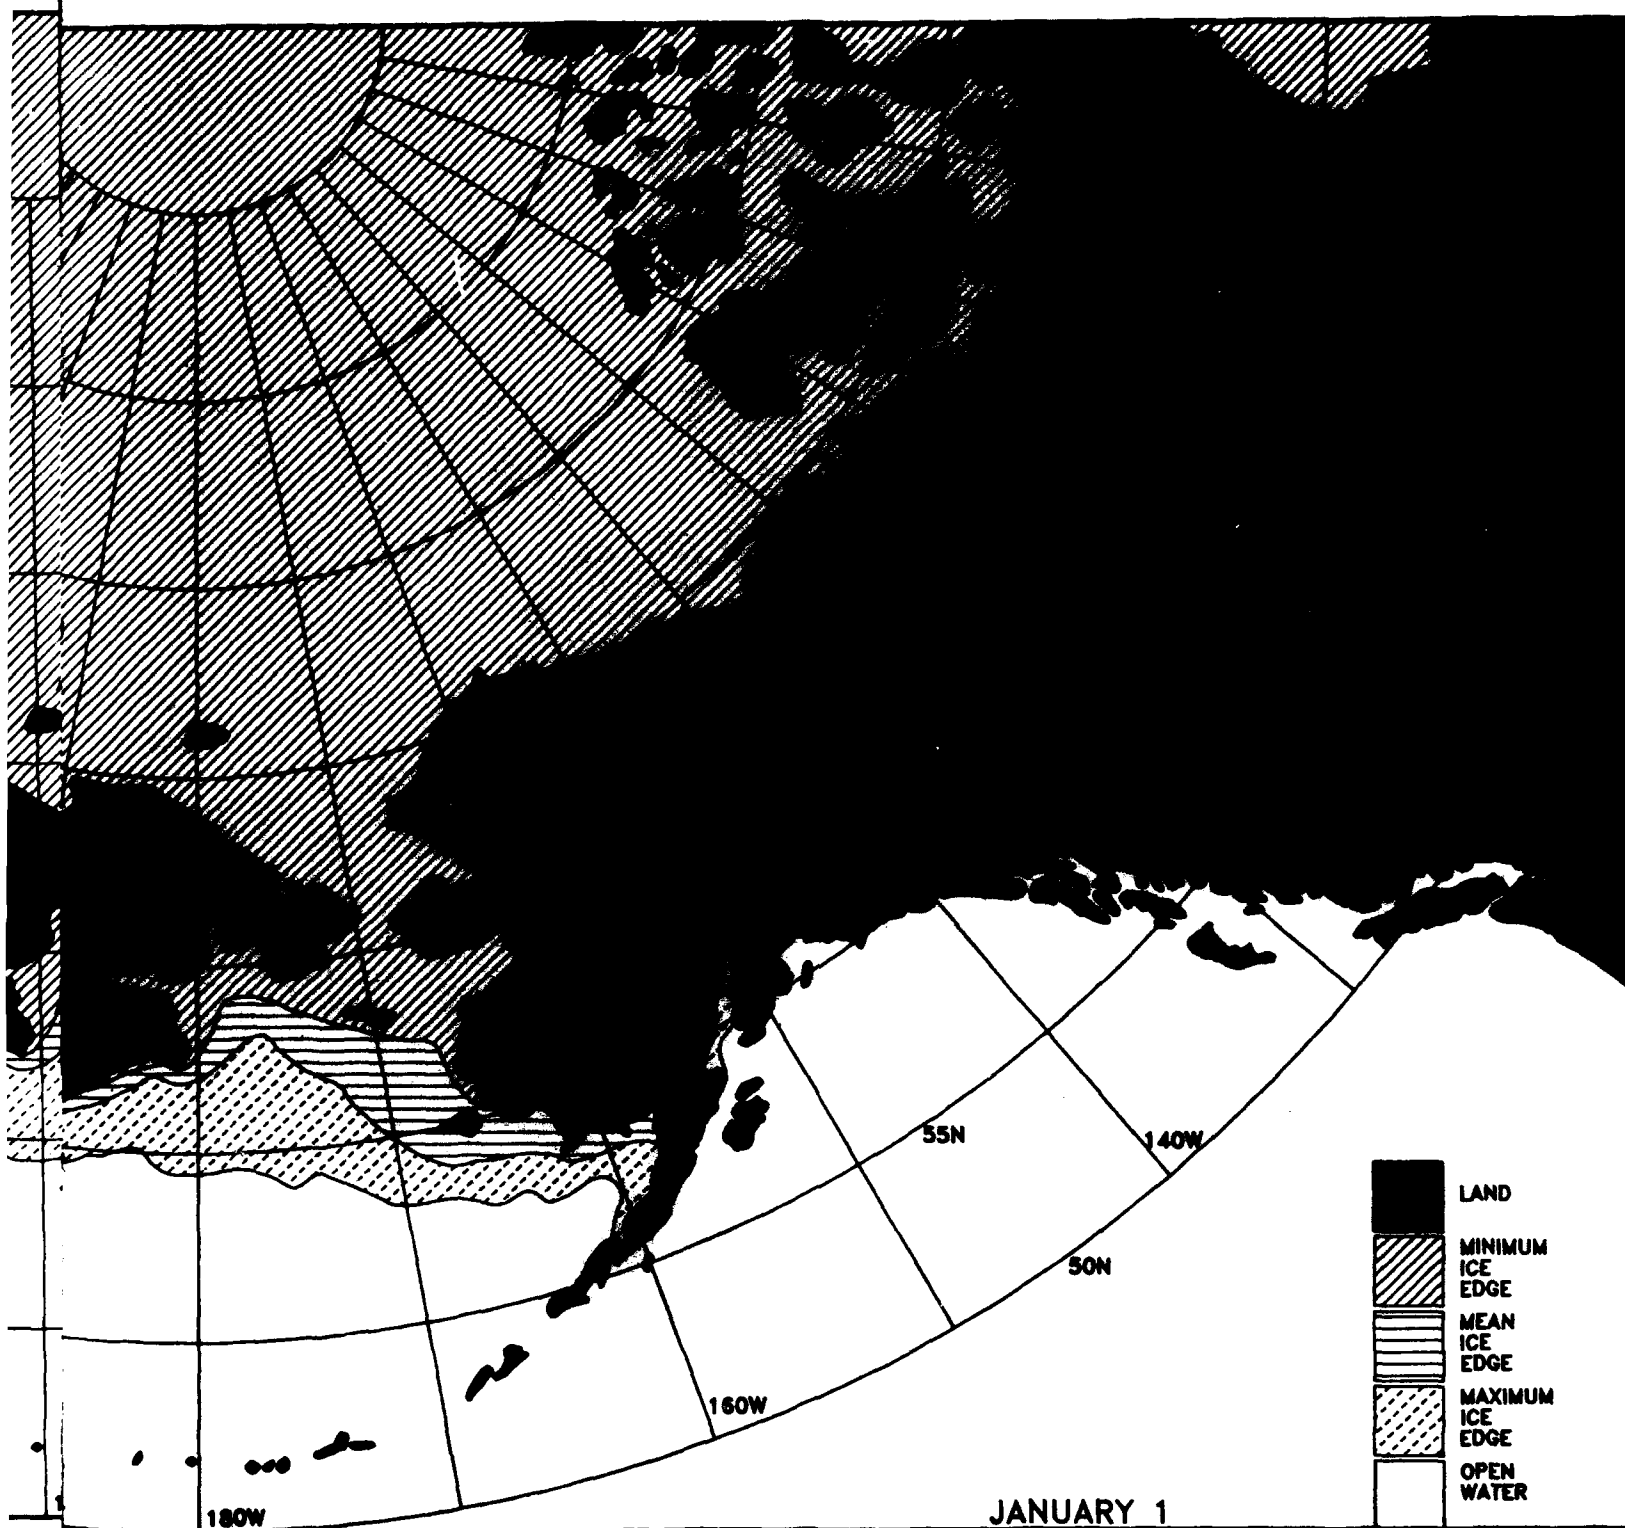 55N
140W
LAND
MINIMUM
ICE
EDGE
50N
MEAN
ICE
EDGE
MAXIMUM
ICE
EDGE
160W
OPEN
WATER
180W
JANUARY 1